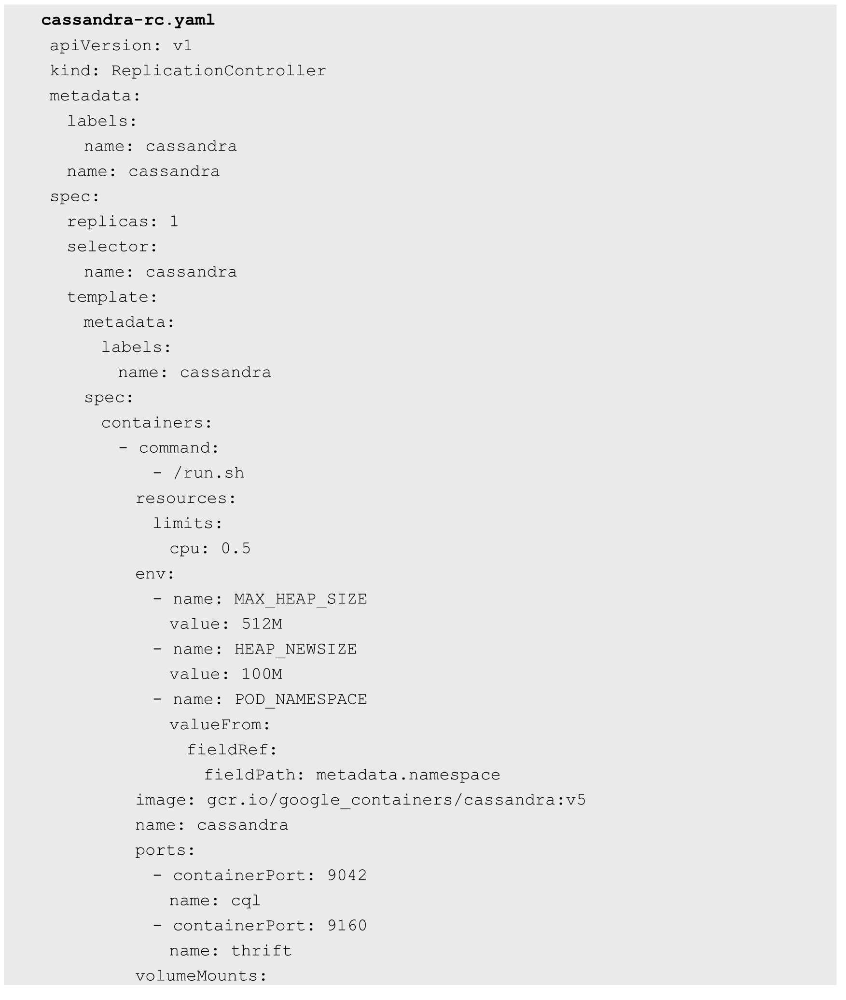 cassandra-rc.yaml
apiVersion: v1
kind: ReplicationController
metadata:
  labels:
    name: cassandra
  name: cassandra
spec:
  replicas: 1
  selector:
    name: cassandra
  template:
    metadata:
      labels:
        name: cassandra
    spec:
      containers:
        - command:
            - /run.sh
          resources:
            limits:
              cpu: 0.5
          env:
            - name: MAX_HEAP_SIZE
              value: 512M
            - name: HEAP_NEWSIZE
              value: 100M
            - name: POD_NAMESPACE
              valueFrom:
                fieldRef:
                  fieldPath: metadata.namespace
          image: gcr.io/google_containers/cassandra:v5
          name: cassandra
          ports:
            - containerPort: 9042
              name: cql
            - containerPort: 9160
              name: thrift
          volumeMounts: